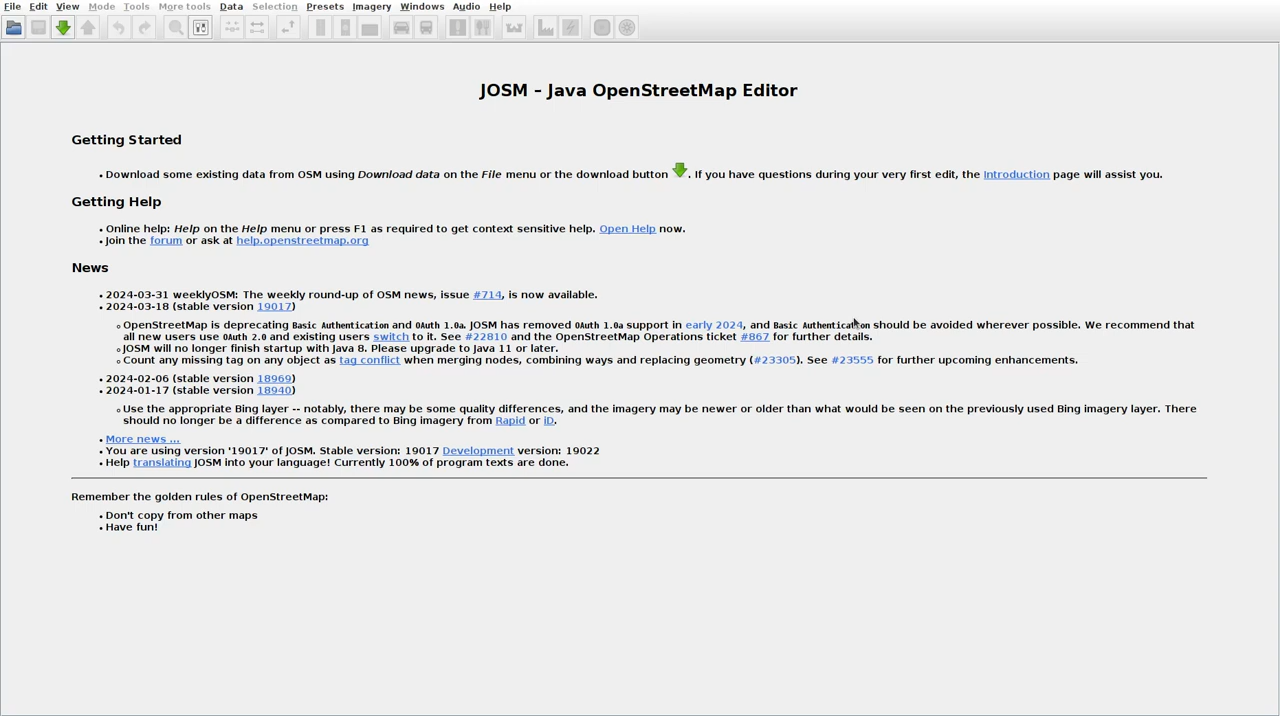 File Edit View Mode Tools More tools Data Selection Presets Imagery Windows Audio Help
JOSM – Java OpenStreetMap Editor
Getting Started
• Download some existing data from OSM using Download data on the File menu or the download button . If you have questions during your very first edit, the Introduction page will assist you.
Getting Help
• Online help: Help on the Help menu or press F1 as required to get context sensitive help. Open Help now.
• Join the forum or ask at help.openstreetmap.org
News
• 2024-03-31 weeklyOSM: The weekly round-up of OSM news, issue #714, is now available.
• 2024-03-18 (stable version 19017)
◦ OpenStreetMap is deprecating Basic Authentication and OAuth 1.0a. JOSM has removed OAuth 1.0a support in early 2024, and Basic Authentication should be avoided wherever possible. We recommend that
all new users use OAuth 2.0 and existing users switch to it. See #22810 and the OpenStreetMap Operations ticket #867 for further details.
◦ JOSM will no longer finish startup with Java 8. Please upgrade to Java 11 or later.
◦ Count any missing tag on any object as tag conflict when merging nodes, combining ways and replacing geometry (#23305). See #23555 for further upcoming enhancements.
• 2024-02-06 (stable version 18969)
• 2024-01-17 (stable version 18940)
◦ Use the appropriate Bing layer -- notably, there may be some quality differences, and the imagery may be newer or older than what would be seen on the previously used Bing imagery layer. There
should no longer be a difference as compared to Bing imagery from Rapid or iD.
• More news ...
• You are using version '19017' of JOSM. Stable version: 19017 Development version: 19022
• Help translating JOSM into your language! Currently 100% of program texts are done.
Remember the golden rules of OpenStreetMap:
• Don't copy from other maps
• Have fun!